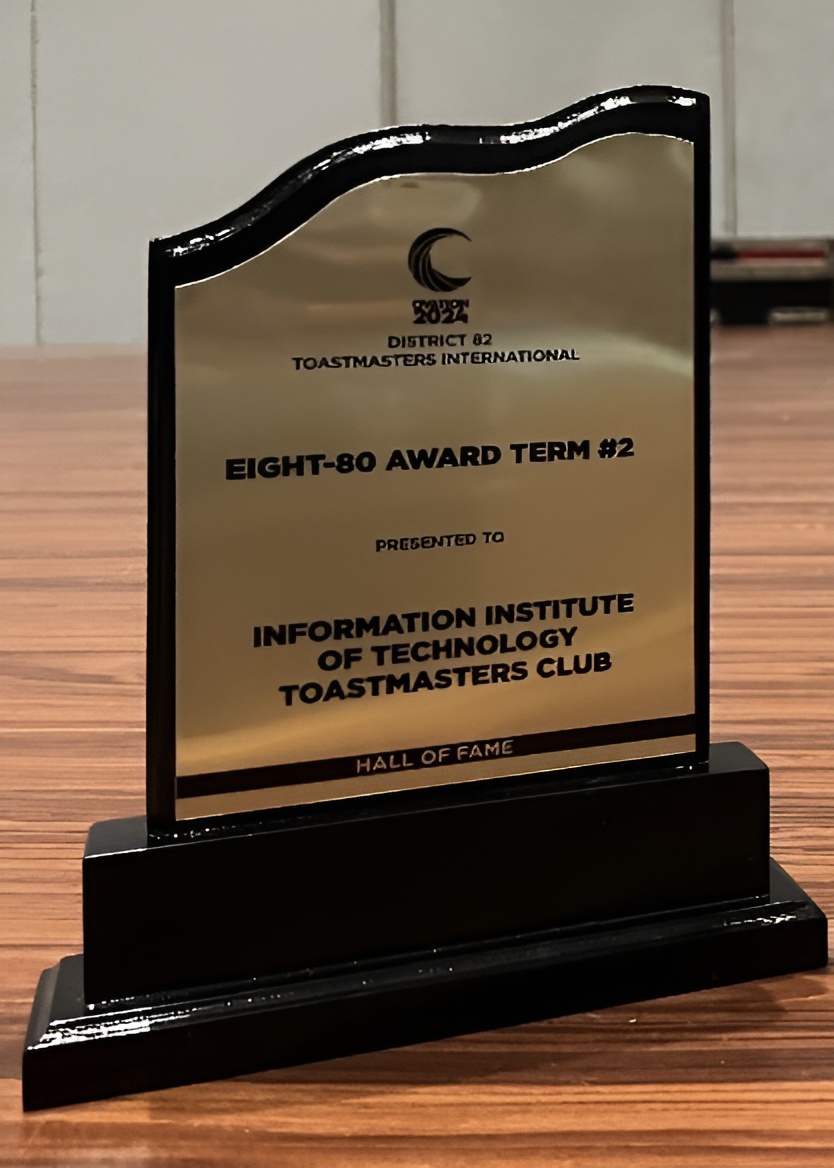 OVATION
2024
DISTRICT 82
TOASTMASTERS INTERNATIONAL
EIGHT-80 AWARD TERM #2
PRESENTED TO
INFORMATION INSTITUTE
OF TECHNOLOGY
TOASTMASTERS CLUB
HALL OF FAME